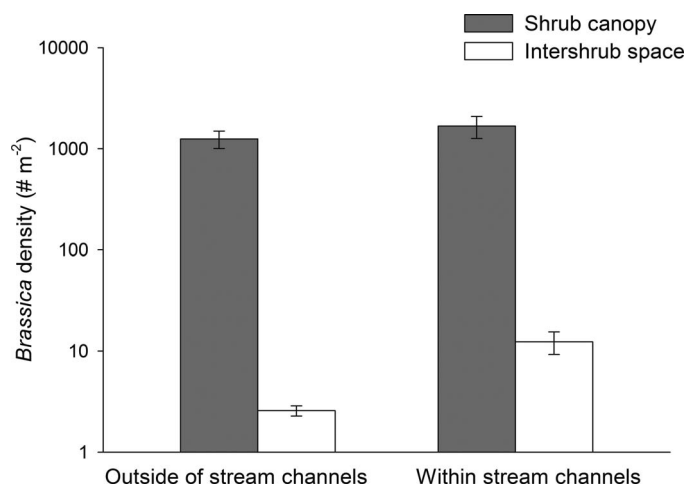 Shrub canopy
Intershrub space
10000
1000
100
10
1
Brassica density (# m-2)
Outside of stream channels
Within stream channels